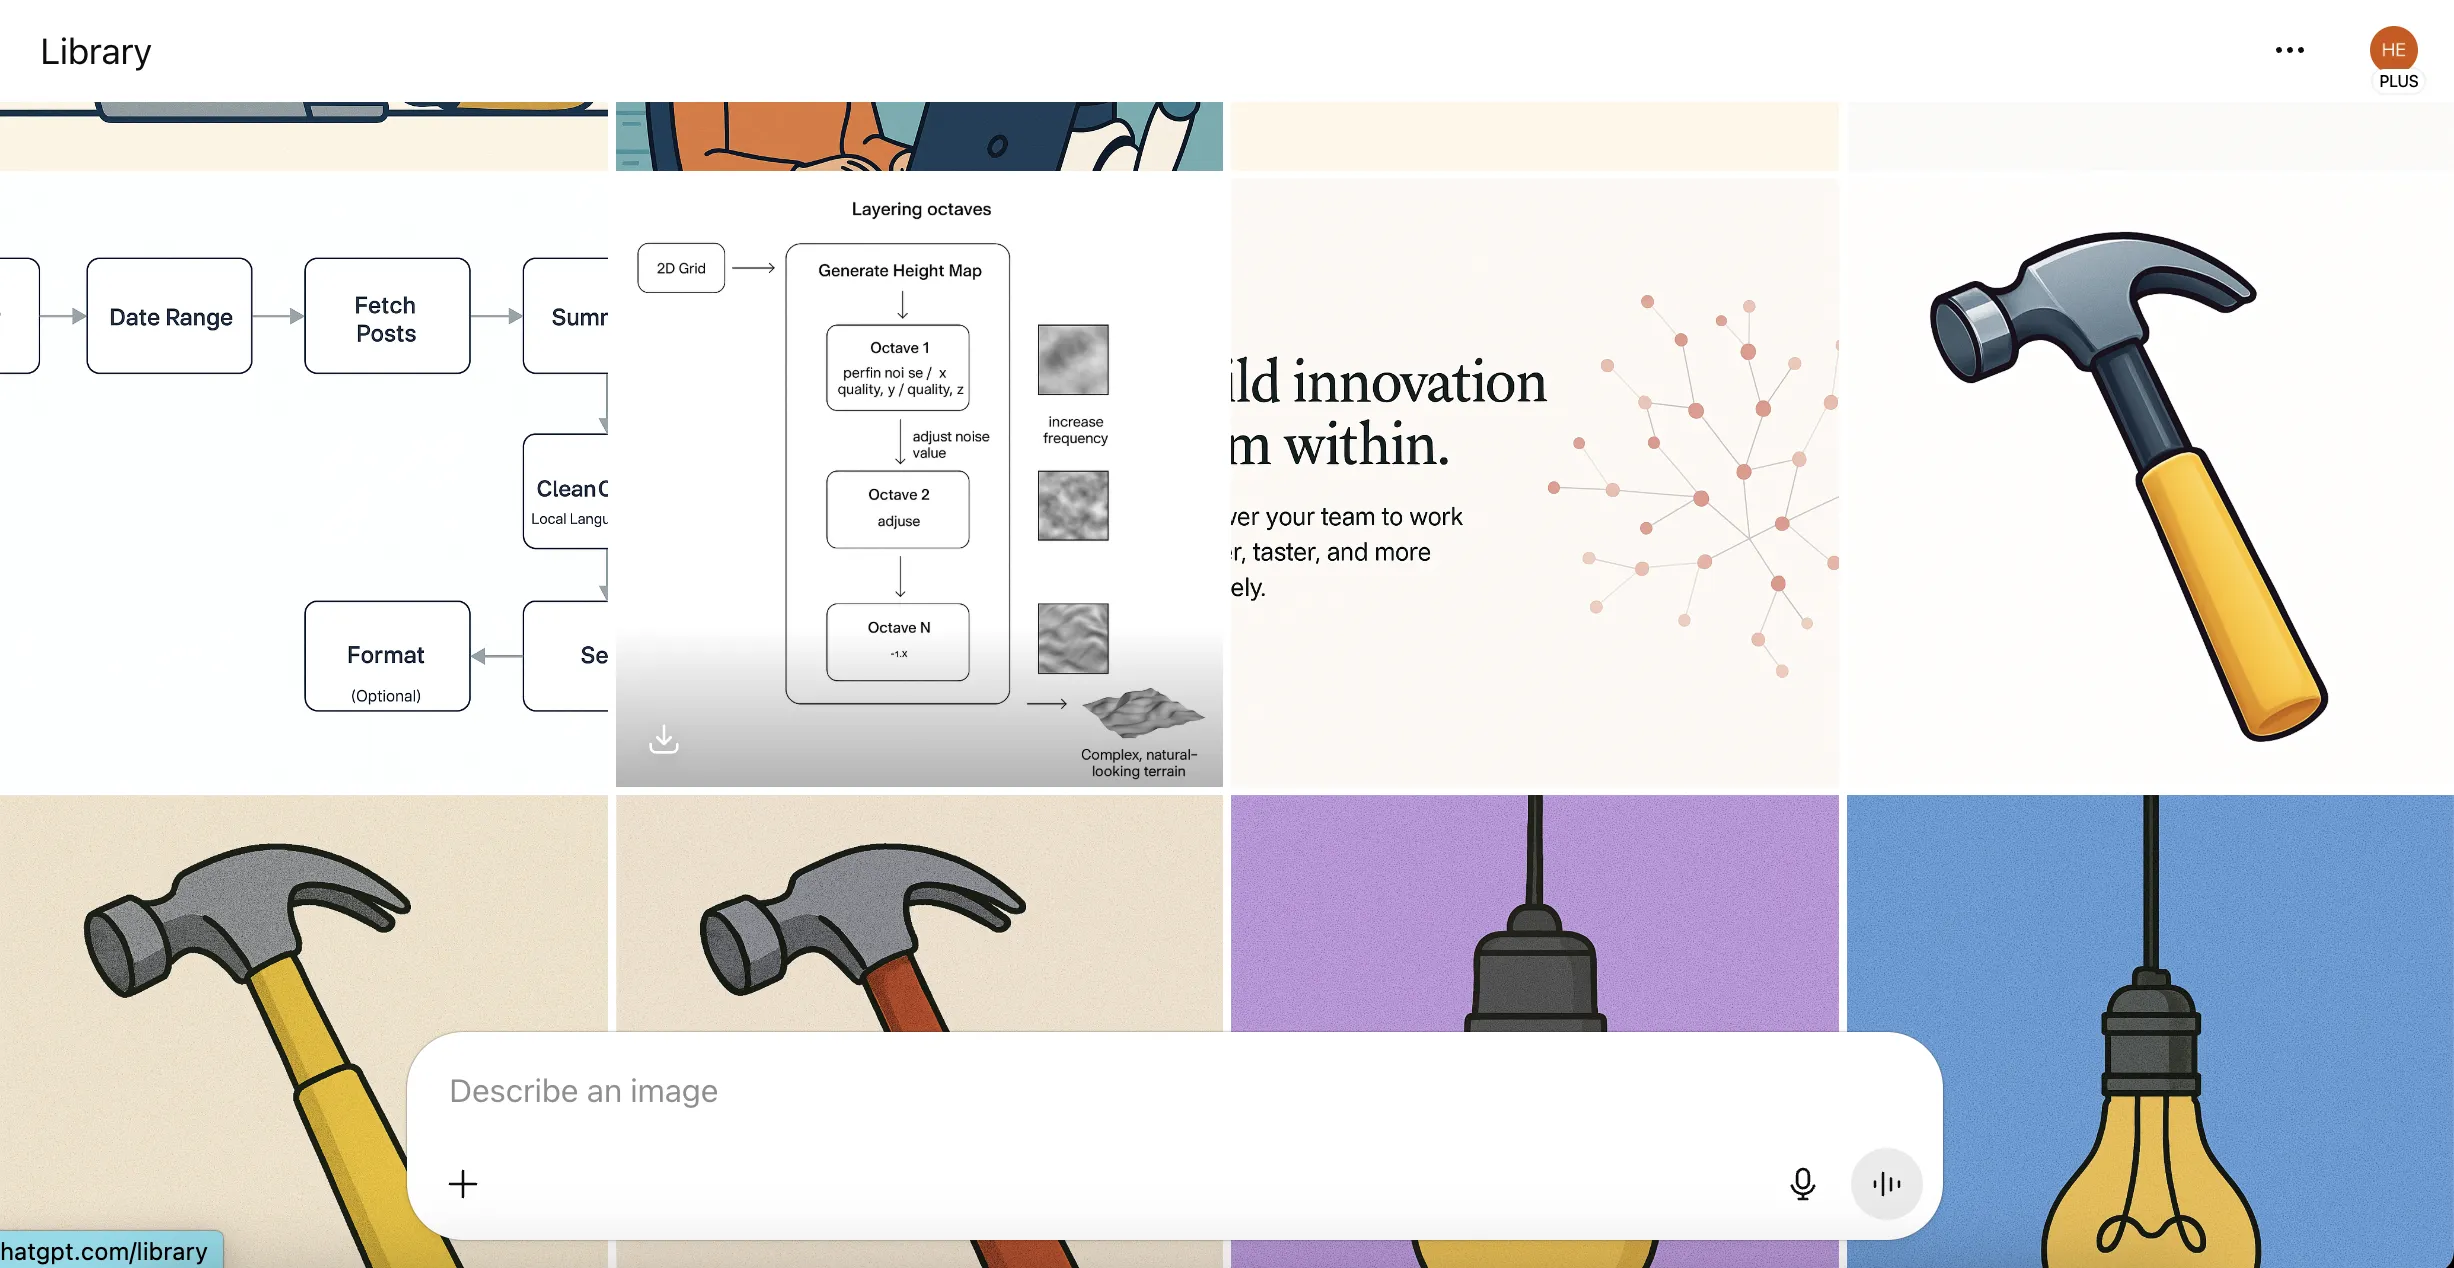 Library
HE
PLUS
Date Range
Fetch
Posts
Sumr
Clean C
Local Langu
Format
(Optional)
Se
Layering octaves
2D Grid
Generate Height Map
Octave 1
perfin noi se / x
quality, y / quality, z
adjust noise
value
increase
frequency
Octave 2
adjuse
Octave N
-1.x
Complex, natural-
looking terrain
ild innovation
m within.
ver your team to work
r, taster, and more
ely.
Describe an image
hatgpt.com/library